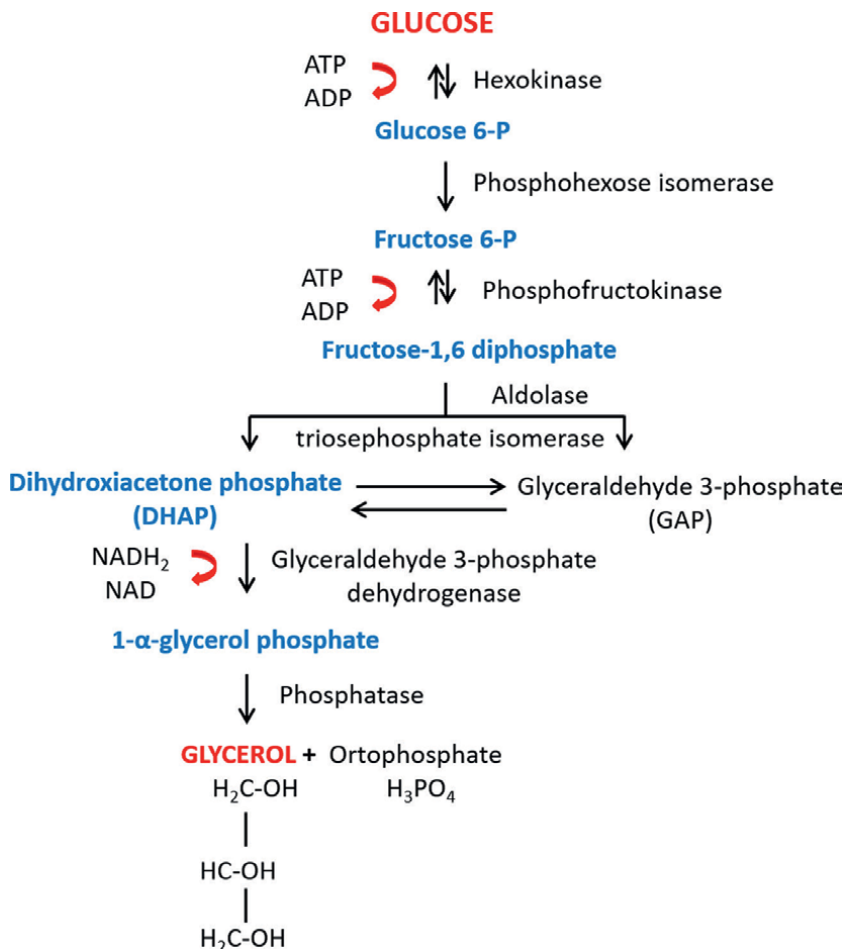 GLUCOSE
ATP
ADP
Hexokinase
Glucose 6-P
Phosphohexose isomerase
Fructose 6-P
ATP
ADP
Phosphofructokinase
Fructose-1,6 diphosphate
Aldolase
triosephosphate isomerase
Dihydroxiacetone phosphate
(DHAP)
Glyceraldehyde 3-phosphate
(GAP)
NADH₂
NAD
Glyceraldehyde 3-phosphate
dehydrogenase
1-α-glycerol phosphate
Phosphatase
GLYCEROL + Ortophosphate
H₂C-OH H₃PO₄
HC-OH
H₂C-OH